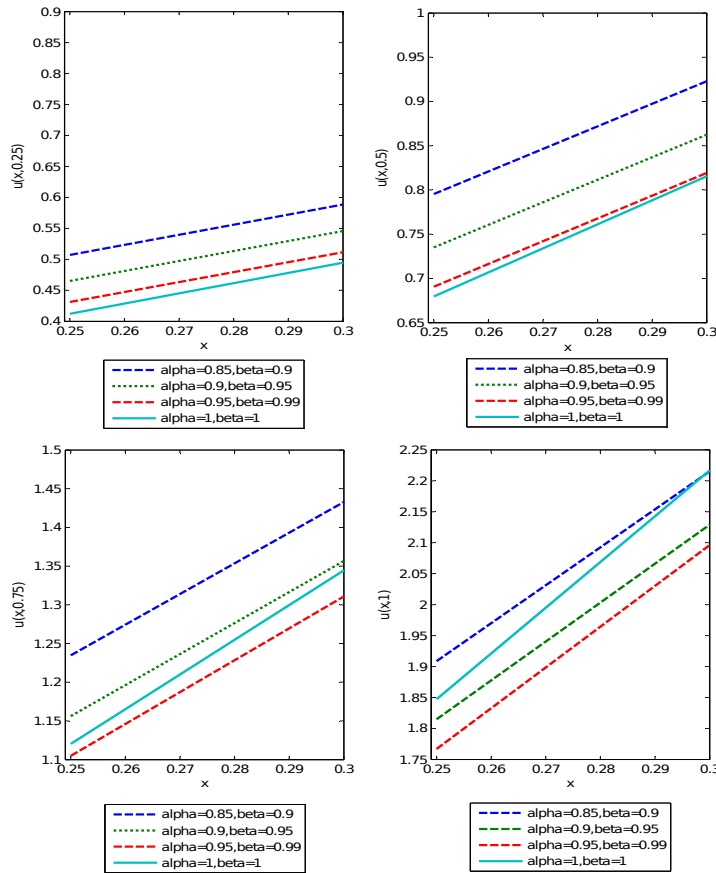 0.9
0.85
0.8
0.75
0.7
0.65
0.6
0.55
0.5
0.45
0.4
u(x,0.25)
0.25 0.26 0.27 0.28 0.29 0.3
x
alpha=0.85,beta=0.9
alpha=0.9,beta=0.95
alpha=0.95,beta=0.99
alpha=1,beta=1
1
0.95
0.9
0.85
0.8
0.75
0.7
0.65
u(x,0.5)
0.25 0.26 0.27 0.28 0.29 0.3
x
alpha=0.85,beta=0.9
alpha=0.9,beta=0.95
alpha=0.95,beta=0.99
alpha=1,beta=1
1.5
1.45
1.4
1.35
1.3
1.25
1.2
1.15
1.1
u(x,0.75)
0.25 0.26 0.27 0.28 0.29 0.3
x
alpha=0.85,beta=0.9
alpha=0.9,beta=0.95
alpha=0.95,beta=0.99
alpha=1,beta=1
2.25
2.2
2.15
2.1
2.05
2
1.95
1.9
1.85
1.8
1.75
u(x,1)
0.25 0.26 0.27 0.28 0.29 0.3
x
alpha=0.85,beta=0.9
alpha=0.9,beta=0.95
alpha=0.95,beta=0.99
alpha=1,beta=1